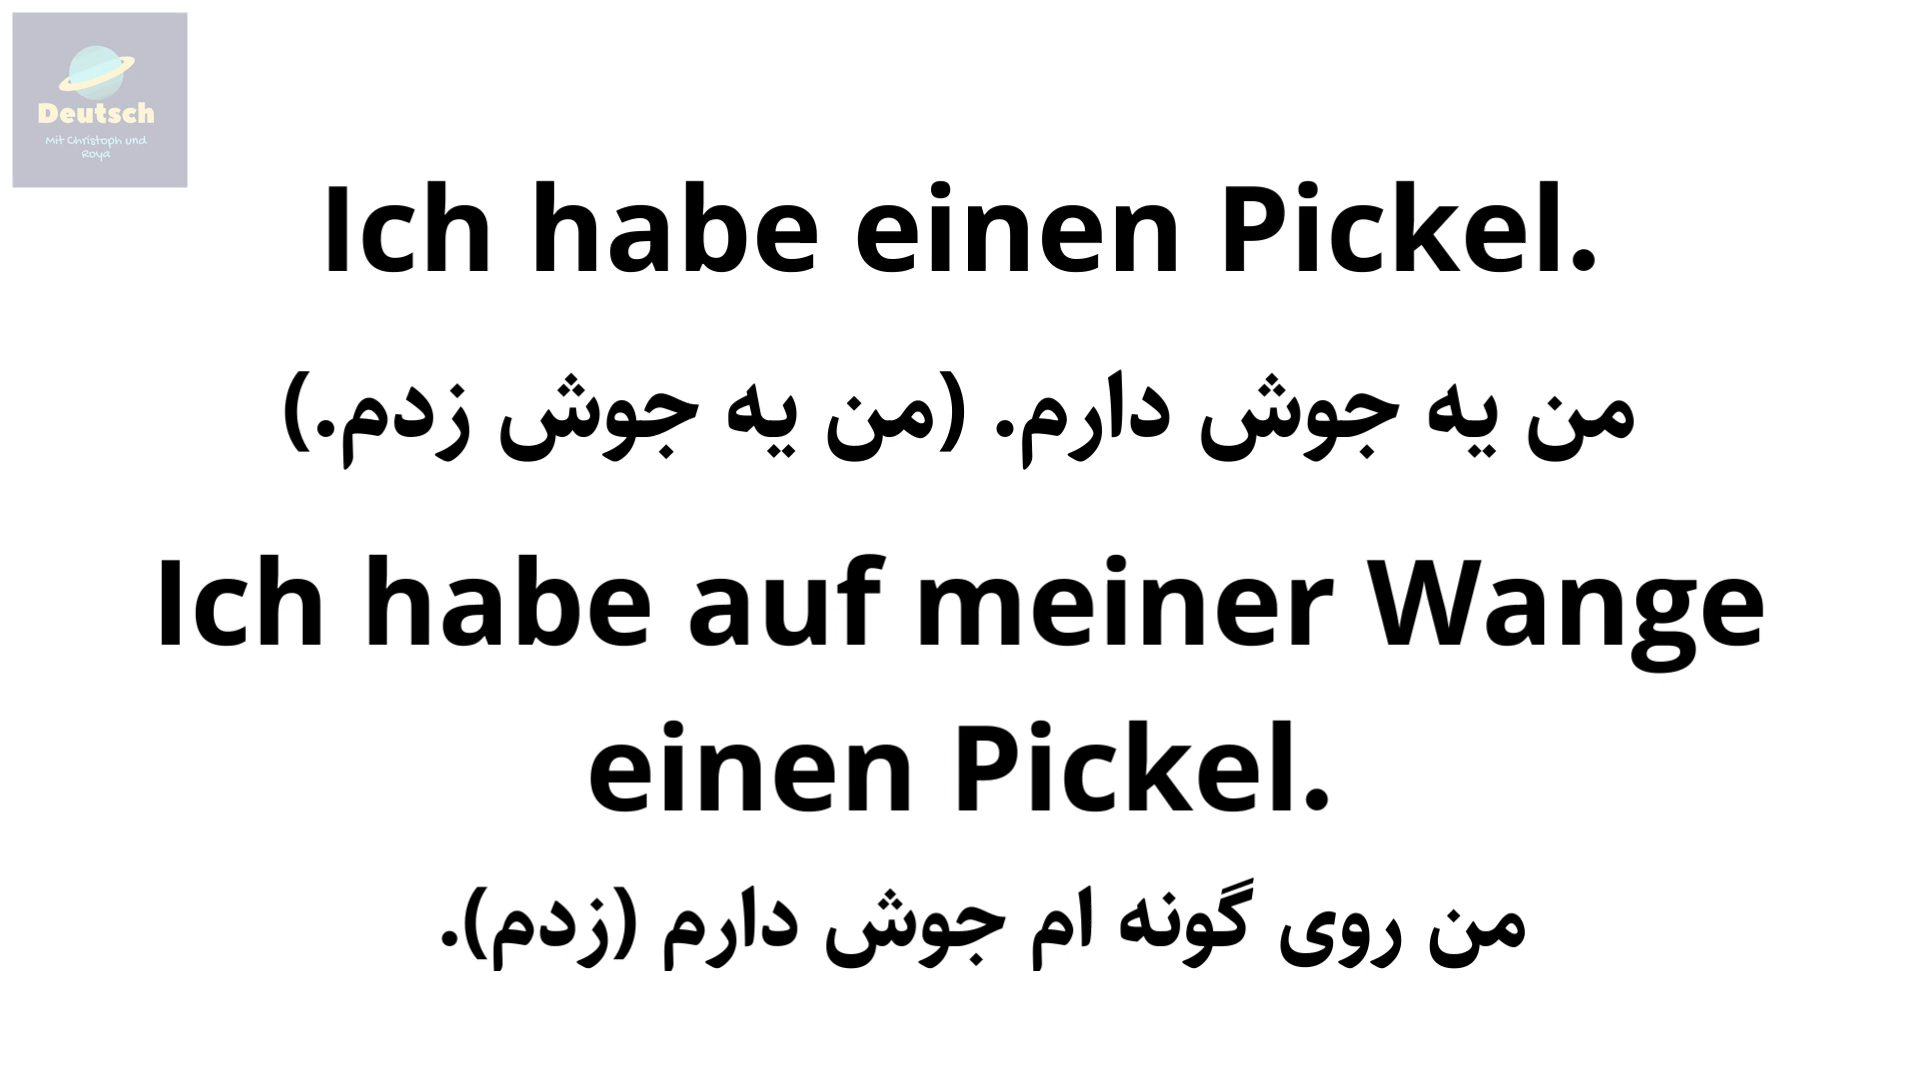 Deutsch
Mit Christoph und
Roya
Ich habe einen Pickel.
من یه جوش دارم. (من یه جوش زدم.)
Ich habe auf meiner Wange
einen Pickel.
من روی گونه ام جوش دارم (زدم).